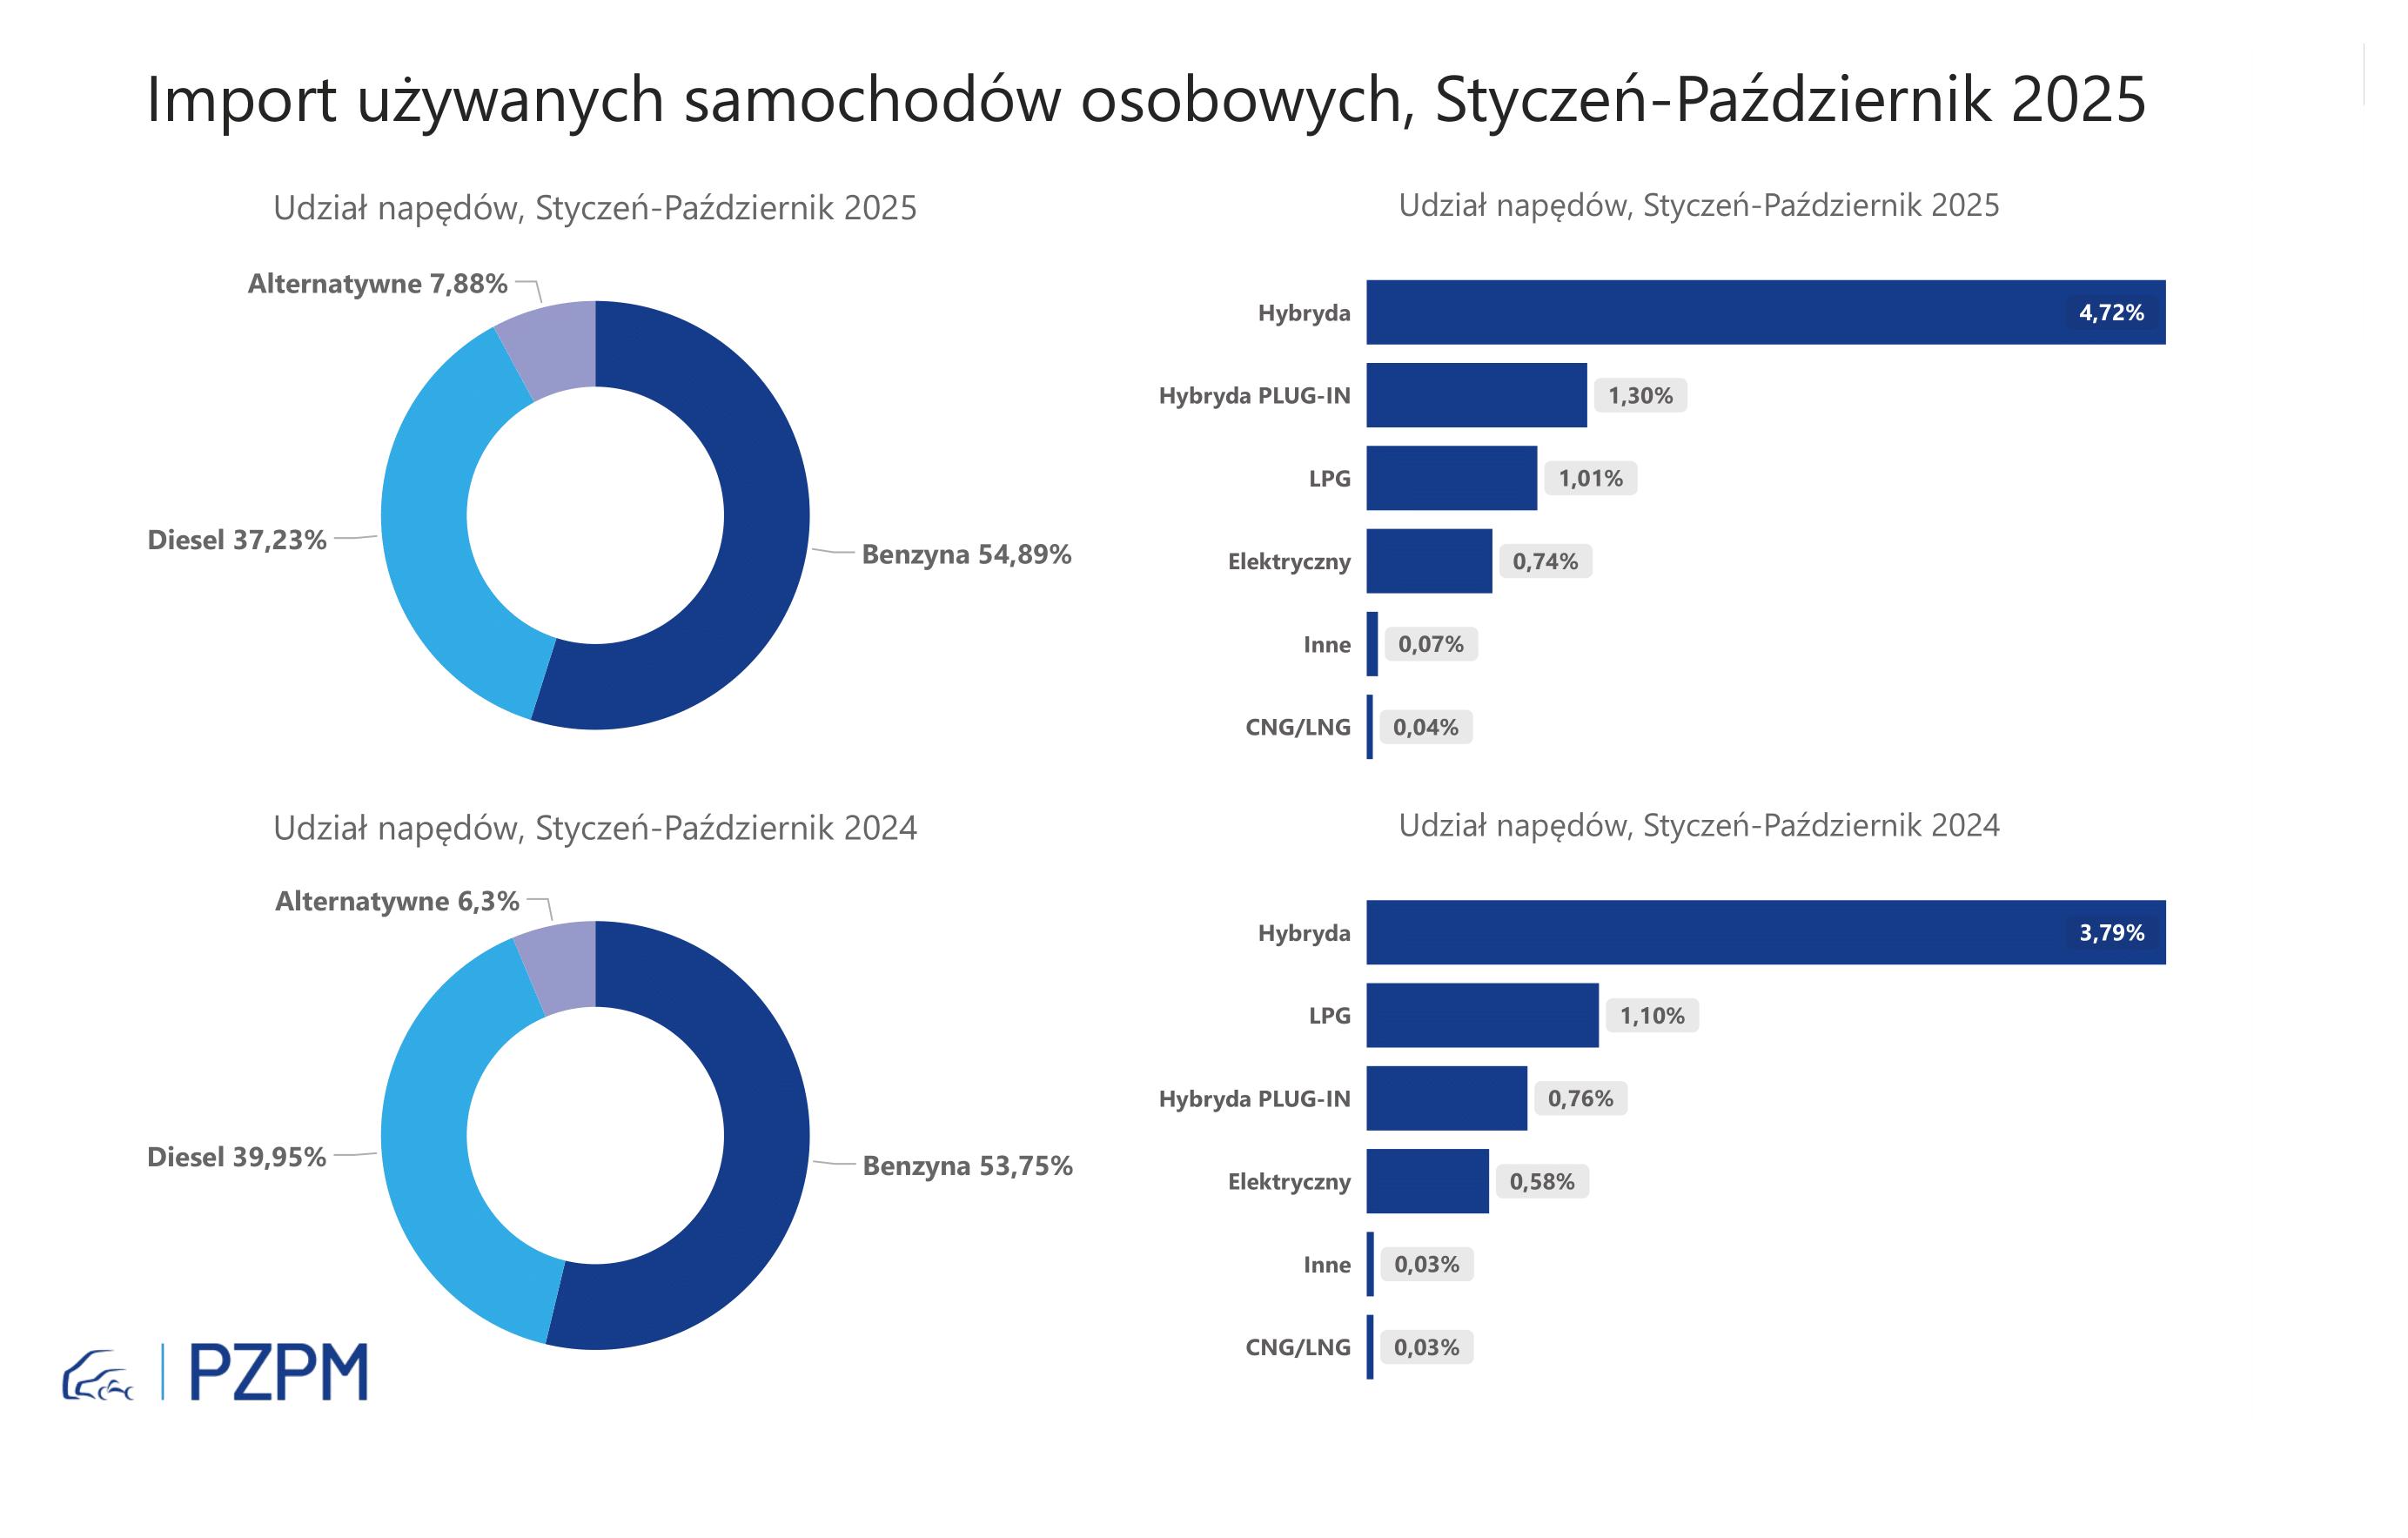 Import używanych samochodów osobowych, Styczeń-Październik 2025
Udział napędów, Styczeń-Październik 2025
Alternatywne 7,88%
Diesel 37,23%
Benzyna 54,89%
Udział napędów, Styczeń-Październik 2025
Hybryda 4,72%
Hybryda PLUG-IN 1,30%
LPG 1,01%
Elektryczny 0,74%
Inne 0,07%
CNG/LNG 0,04%
Udział napędów, Styczeń-Październik 2024
Alternatywne 6,3%
Diesel 39,95%
Benzyna 53,75%
Udział napędów, Styczeń-Październik 2024
Hybryda 3,79%
LPG 1,10%
Hybryda PLUG-IN 0,76%
Elektryczny 0,58%
Inne 0,03%
CNG/LNG 0,03%
PZPM